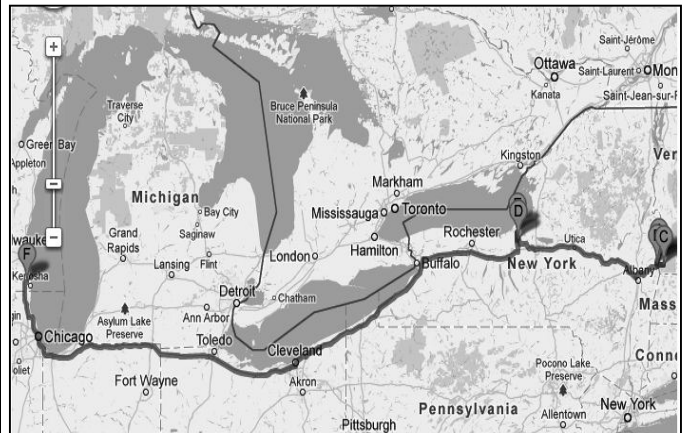 Saint-Jérôme
Ottawa
Saint-Laurent
Mon
Kanata
Saint-Jean-sur-R
Traverse
City
Bruce Peninsula
National Park
Green Bay
Appleton
Kingston
Ver
Markham
Michigan
Mississauga
Toronto
D
Bay City
Saginaw
Rochester
Utica
C
lwauke
F
Grand
Rapids
Flint
London
Hamilton
Buffalo
New York
Kenosha
Lansing
Albany
Detroit
Chatham
Mass
gin
Asylum Lake
Preserve
Ann Arbor
Chicago
Toledo
Cleveland
Conne
oliet
Fort Wayne
Akron
Pocono Lake
Preserve
Pennsylvania
New York
Allentown
Pittsburgh